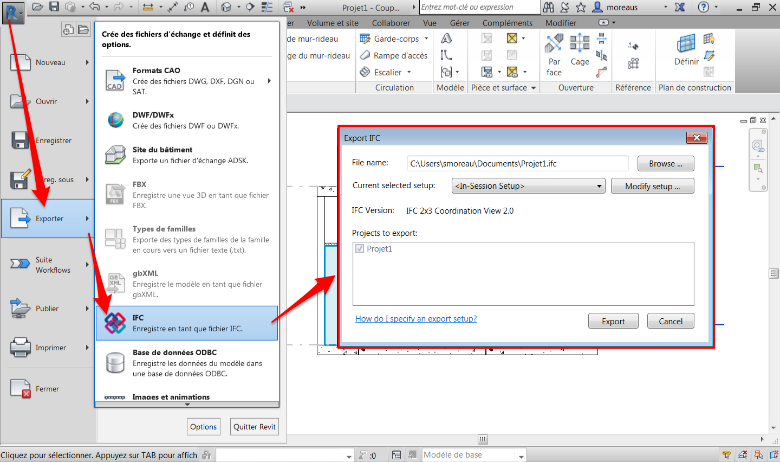 Projet1 - Coup...
Entrez mot-clé ou expression
moreaus
Volume et site
Collaborer
Vue
Gérer
Compléments
Modifier
de mur-rideau
ge du mur-rideau
Garde-corps
Rampe d'accès
Escalier
Circulation
Modèle
Pièce et surface
Par
face
Cage
Ouverture
Référence
Définir
Plan de construction
Nouveau
Ouvrir
Enregistrer
reg. sous
Exporter
Suite
Workflows
Publier
Imprimer
Fermer
Crée des fichiers d'échange et définit des
options.
Formats CAO
Crée des fichiers DWG, DXF, DGN ou
SAT.
CAD
DWF/DWFx
Crée des fichiers DWF ou DWFx.
Site du bâtiment
Exporte un fichier d'échange ADSK.
FBX
Enregistre une vue 3D en tant que fichier
FBX.
FBX
Types de familles
Exporte des types de familles de la famille
en cours vers un fichier texte (.txt).
gbXML
Enregistre le modèle en tant que fichier
gbXML.
GB
XML
IFC
Enregistre en tant que fichier IFC.
Base de données ODBC
Enregistre les données du modèle dans
une base de données ODBC.
Images et animations
Options
Quitter Revit
Export IFC
File name:
C:\Users\smoreau\Documents\Projet1.ifc
Browse ...
Current selected setup:
<In-Session Setup>
Modify setup ...
IFC Version:
IFC 2x3 Coordination View 2.0
Projects to export:
Projet1
How do I specify an export setup?
Export
Cancel
Cliquez pour sélectionner. Appuyez sur TAB pour affich
:0
Modèle de base